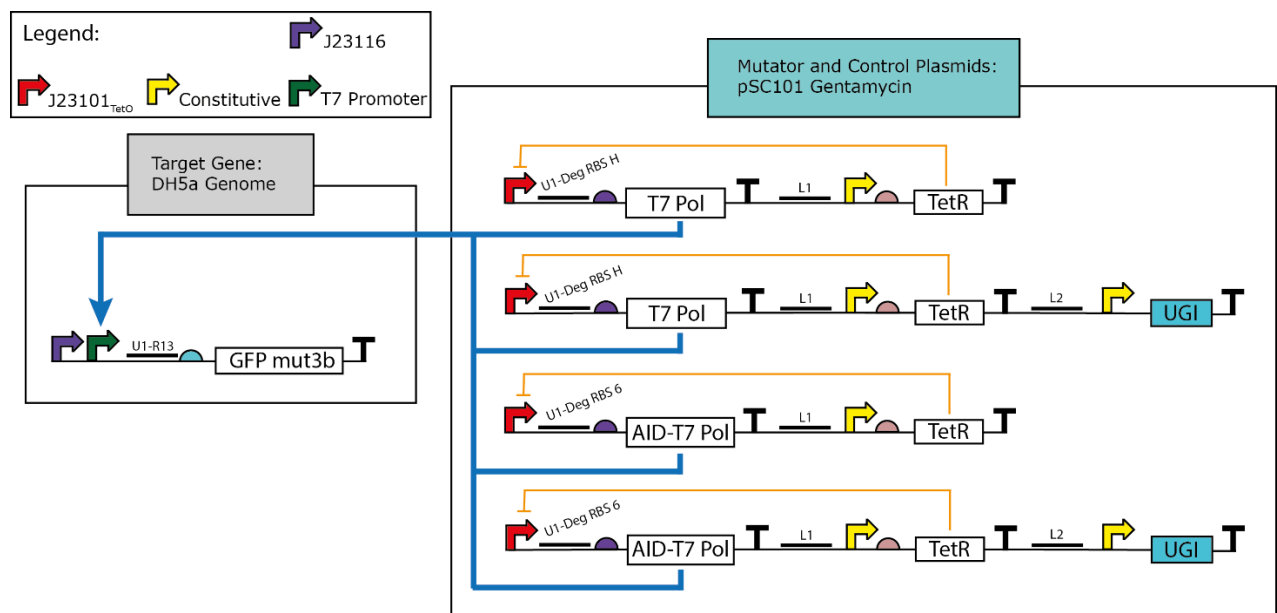 Legend:
J23116
J23101TetO
Constitutive
T7 Promoter
Target Gene:
DH5a Genome
U1-R13
GFP mut3b
Mutator and Control Plasmids:
pSC101 Gentamycin
U1-Deg RBS H
T7 Pol
L1
TetR
U1-Deg RBS H
T7 Pol
L1
TetR
L2
UGI
U1-Deg RBS 6
AID-T7 Pol
L1
TetR
U1-Deg RBS 6
AID-T7 Pol
L1
TetR
L2
UGI